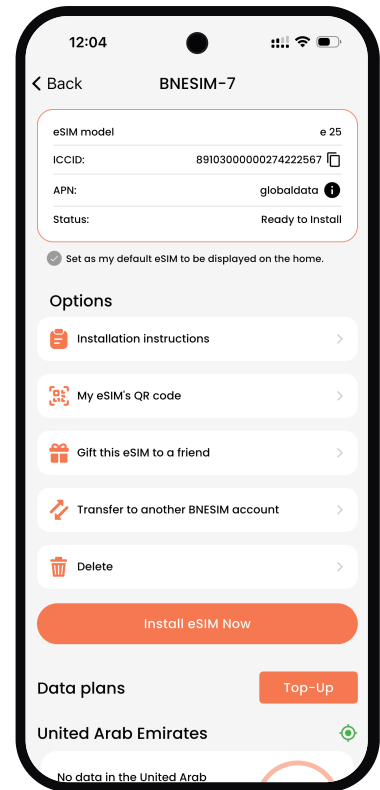 12:04
Back
BNESIM-7
eSIM model
e 25
ICCID:
89103000000274222567
APN:
globaldata
Status:
Ready to Install
Set as my default eSIM to be displayed on the home.
Options
Installation instructions
My eSIM's QR code
Gift this eSIM to a friend
Transfer to another BNESIM account
Delete
Install eSIM Now
Data plans
Top-Up
United Arab Emirates
No data in the United Arab